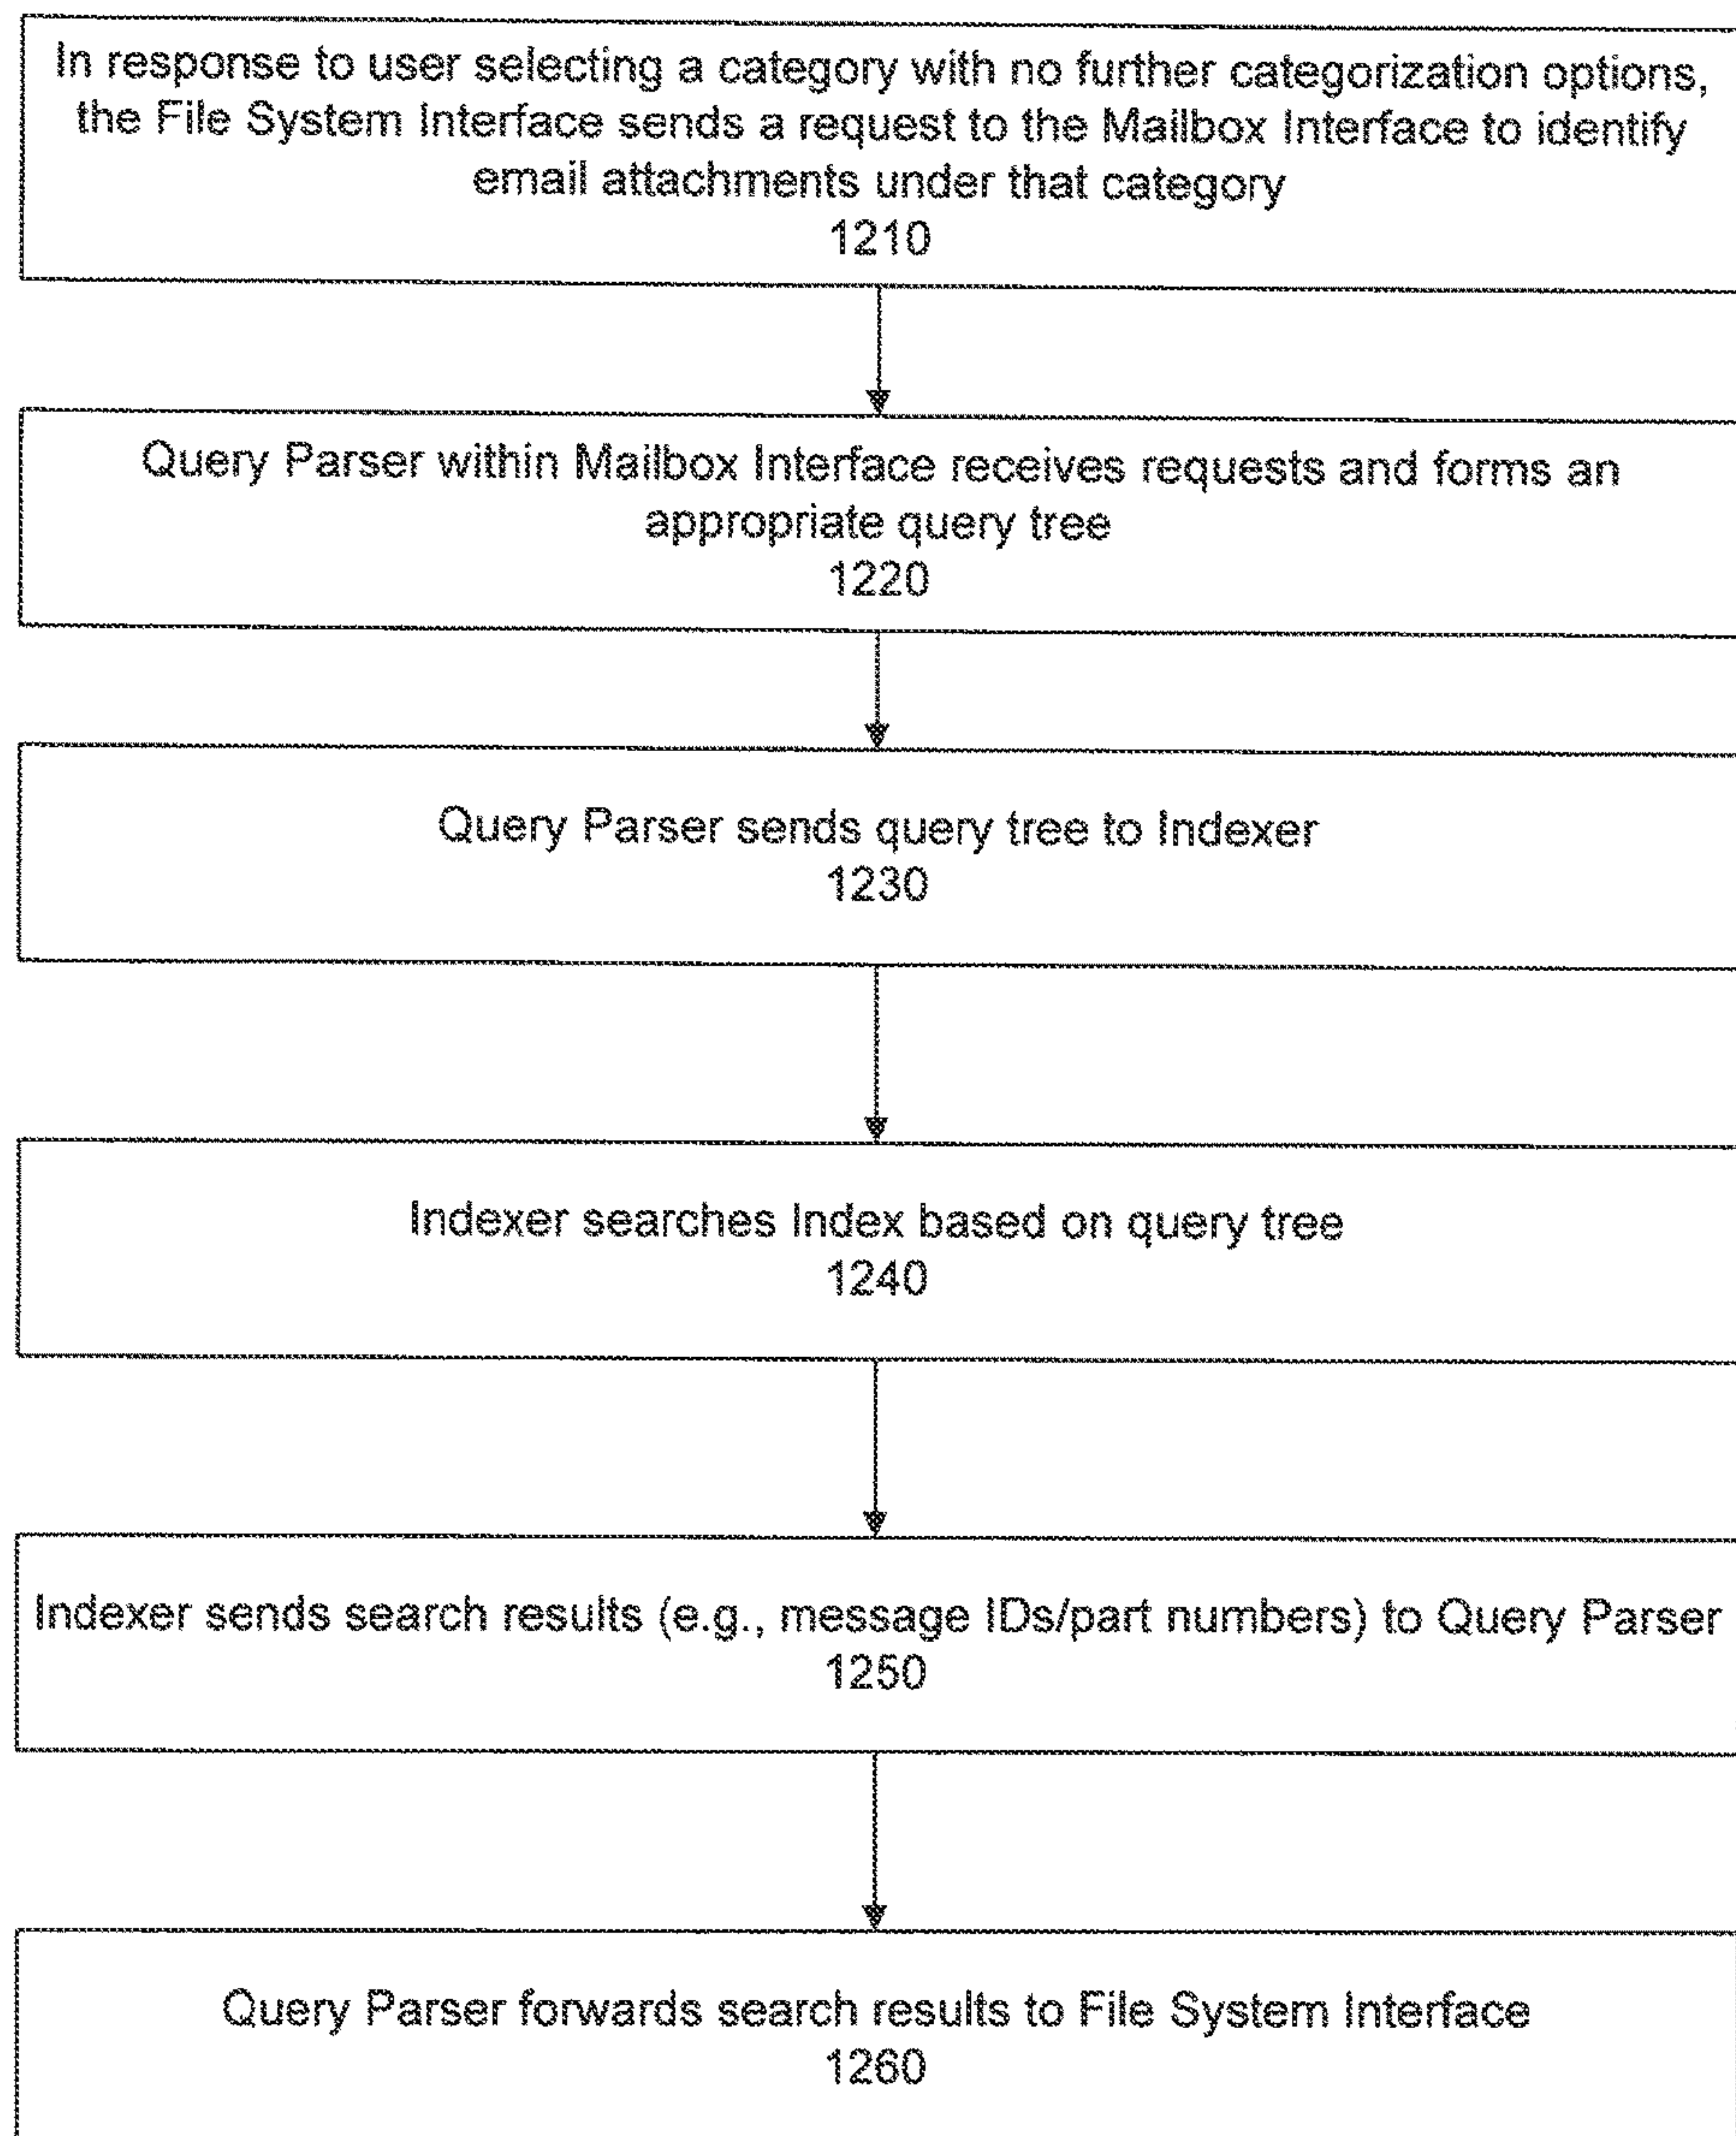 In response to user selecting a category with no further categorization options,
the File System Interface sends a request to the Mailbox Interface to identify
email attachments under that category
1210
Query Parser within Mailbox Interface receives requests and forms an
appropriate query tree
1220
Query Parser sends query tree to Indexer
1230
Indexer searches Index based on query tree
1240
Indexer sends search results (e.g., message IDs/part numbers) to Query Parser
1250
Query Parser forwards search results to File System Interface
1260